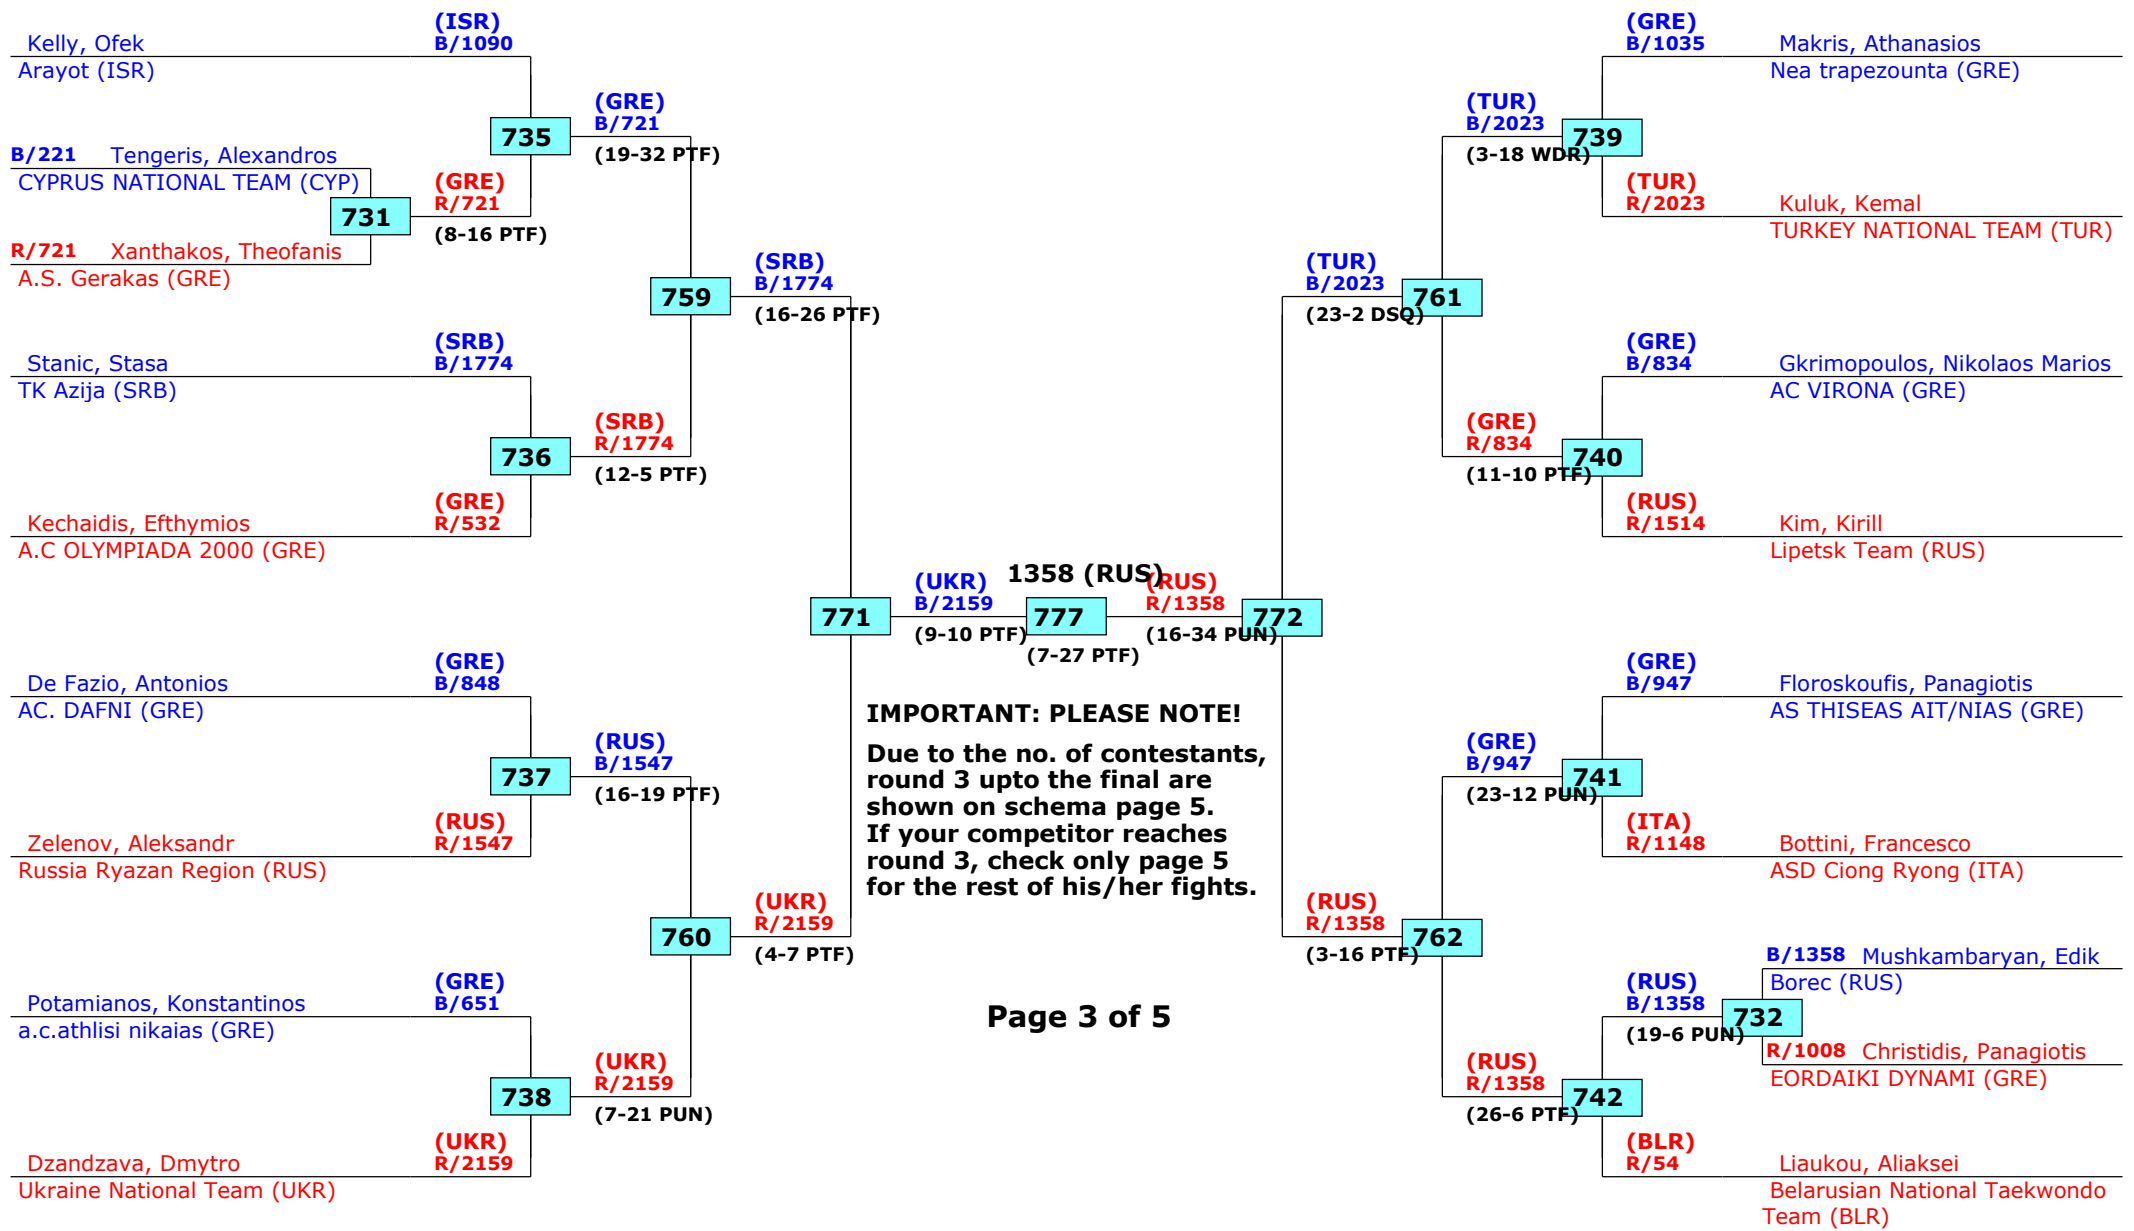 (ISR)
Kelly, Ofek B/1090
Arayot (ISR)
(GRE)
B/721
735
(19-32 PTF)
B/221 Tengeris, Alexandros
CYPRUS NATIONAL TEAM (CYP)
(GRE)
R/721
731
(8-16 PTF)
R/721 Xanthakos, Theofanis
A.S. Gerakas (GRE)
(SRB)
B/1774
759
(16-26 PTF)
(SRB)
Stanic, Stasa B/1774
TK Azija (SRB)
(SRB)
R/1774
736
(12-5 PTF)
(GRE)
Kechaidis, Efthymios R/532
A.C OLYMPIADA 2000 (GRE)
771
(UKR)
B/2159
(9-10 PTF)
1358 (RUS)
777
(7-27 PTF)
(RUS)
R/1358
(16-34 PUN)
772
(GRE)
De Fazio, Antonios B/848
AC. DAFNI (GRE)
(RUS)
B/1547
737
(16-19 PTF)
(RUS)
Zelenov, Aleksandr R/1547
Russia Ryazan Region (RUS)
(UKR)
R/2159
760
(4-7 PTF)
(GRE)
Potamianos, Konstantinos B/651
a.c.athlisi nikaias (GRE)
(UKR)
R/2159
738
(7-21 PUN)
(UKR)
Dzandzava, Dmytro R/2159
Ukraine National Team (UKR)
IMPORTANT: PLEASE NOTE!
Due to the no. of contestants,
round 3 upto the final are
shown on schema page 5.
If your competitor reaches
round 3, check only page 5
for the rest of his/her fights.
Page 3 of 5
(GRE)
B/1035 Makris, Athanasios
Nea trapezounta (GRE)
(TUR)
B/2023
739
(3-18 WDR)
(TUR)
R/2023 Kuluk, Kemal
TURKEY NATIONAL TEAM (TUR)
(TUR)
B/2023
761
(23-2 DSQ)
(GRE)
B/834 Gkrimopoulos, Nikolaos Marios
AC VIRONA (GRE)
(GRE)
R/834
740
(11-10 PTF)
(RUS)
R/1514 Kim, Kirill
Lipetsk Team (RUS)
(GRE)
B/947 Floroskoufis, Panagiotis
AS THISEAS AIT/NIAS (GRE)
(GRE)
B/947
741
(23-12 PUN)
(ITA)
R/1148 Bottini, Francesco
ASD Ciong Ryong (ITA)
(RUS)
R/1358
762
(3-16 PTF)
B/1358 Mushkambaryan, Edik
Borec (RUS)
(RUS)
B/1358
732
(19-6 PUN)
R/1008 Christidis, Panagiotis
EORDAIKI DYNAMI (GRE)
(RUS)
R/1358
742
(26-6 PTF)
(BLR)
R/54 Liaukou, Aliaksei
Belarusian National Taekwondo
Team (BLR)